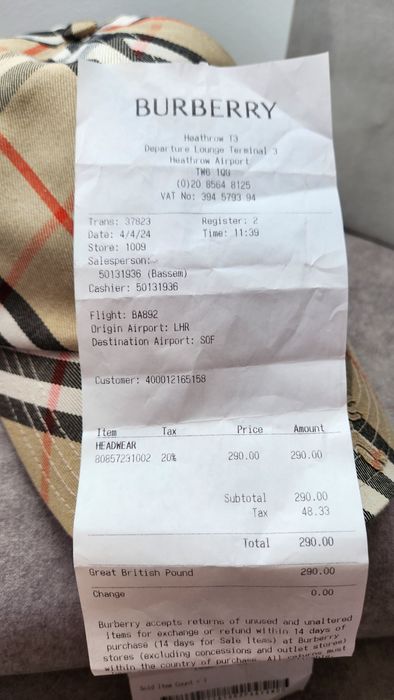 BURBERRY
Heathrow T3
Departure Lounge Terminal 3
Heathrow Airport
TW6 1QG
(0)20 8564 8125
VAT No: 394 5793 94
Trans: 37823 Register: 2
Date: 4/4/24 Time: 11:39
Store: 1009
Salesperson:
50131936 (Bassem)
Cashier: 50131936
Flight: BA892
Origin Airport: LHR
Destination Airport: SOF
Customer: 400012165158
Item Tax Price Amount
HEADWEAR
80857231002 20% 290.00 290.00
Subtotal 290.00
Tax 48.33
Total 290.00
Great British Pound 290.00
Change 0.00
Burberry accepts returns of unused and unaltered
items for exchange or refund within 14 days of
purchase (14 days for Sale Items) at Burberry
stores (excluding concessions and outlet stores)
within the country of purchase. All
Sold Item Count = 1